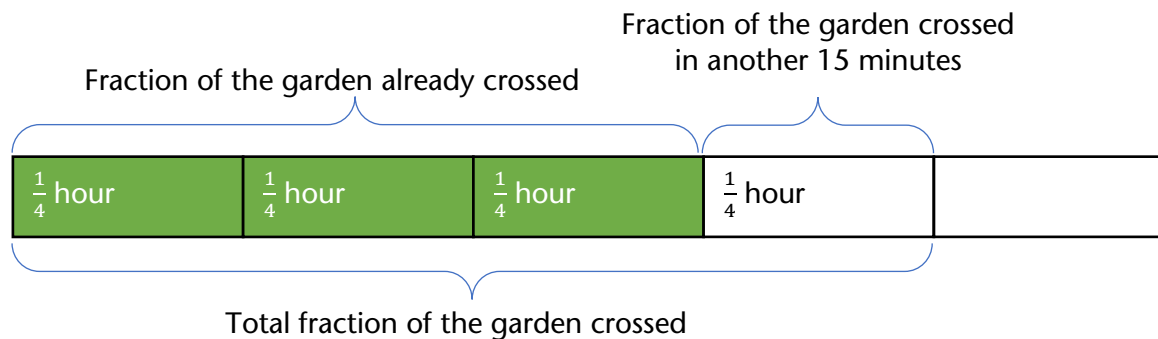 Fraction of the garden crossed
in another 15 minutes
Fraction of the garden already crossed
1/4 hour 1/4 hour 1/4 hour 1/4 hour
Total fraction of the garden crossed